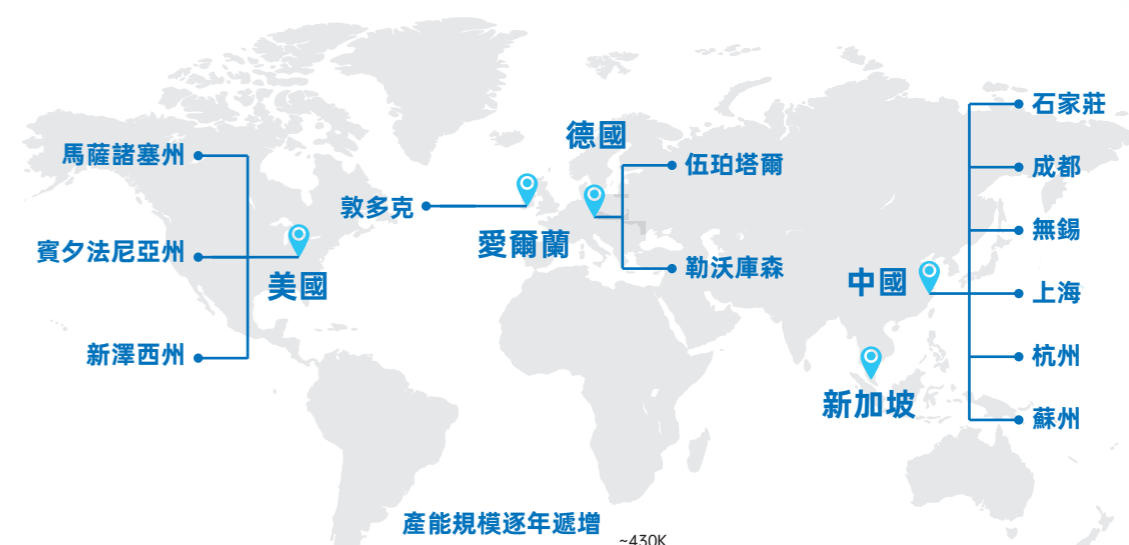 馬薩諸塞州
賓夕法尼亞州
新澤西州
美國
敦多克
愛爾蘭
德國
伍珀塔爾
勒沃庫森
中國
新加坡
石家莊
成都
無錫
上海
杭州
蘇州
產能規模逐年遞增
~430K